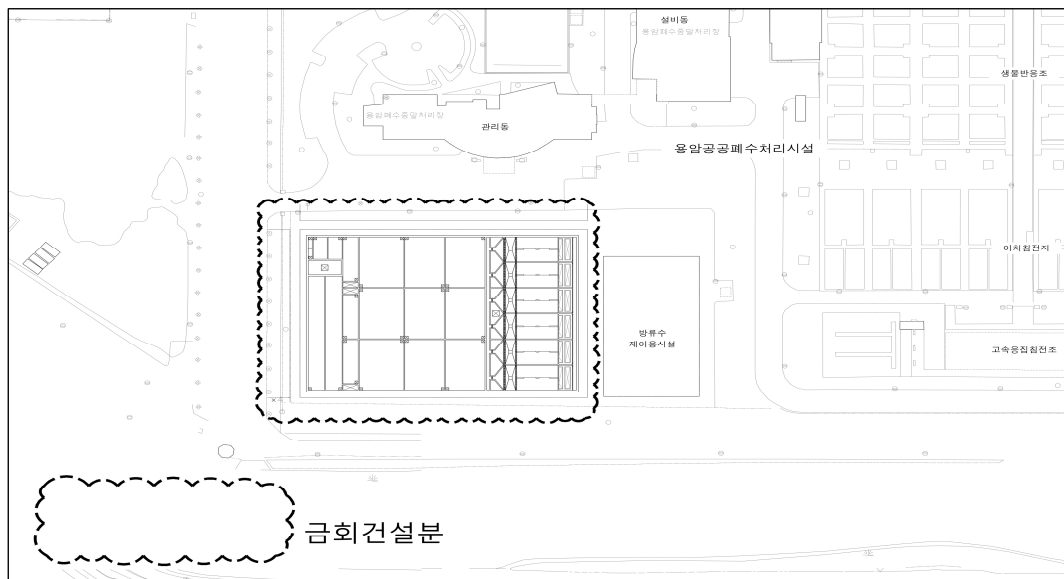 설비동
용암폐수종말처리장
생물반응조
용암폐수종말처리장
관리동
용암공공폐수처리시설
이차침전지
방류수
재이용시설
고속응집침전조
금회건설분